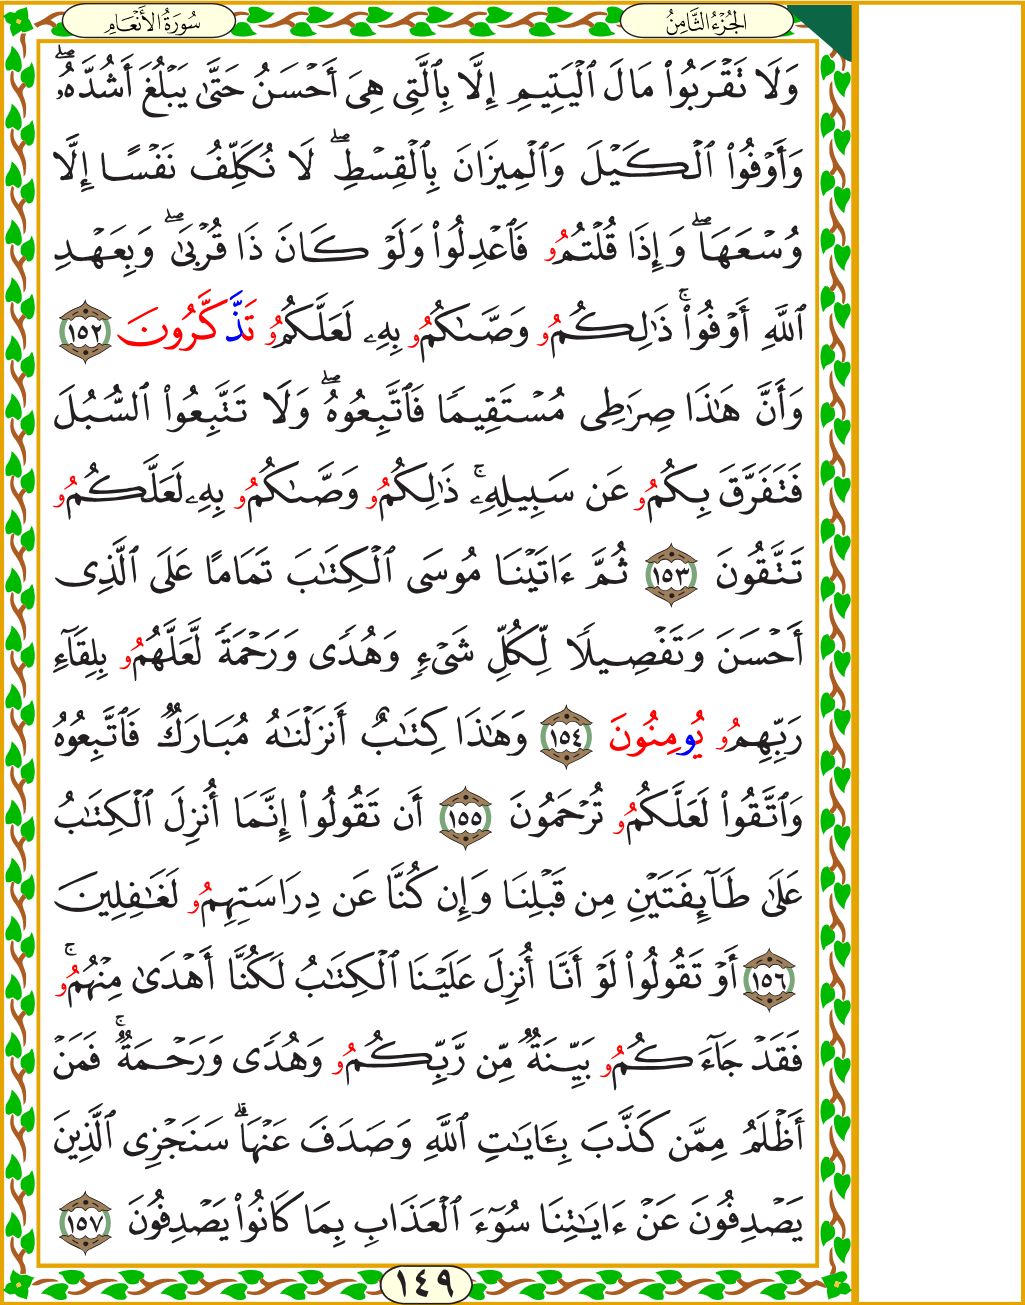 سُورَةُ الأَنْعَامِ
الجُزْءُ الثَّامِنُ
وَلَا تَقْرَبُوا۟ مَالَ ٱلْيَتِيمِ إِلَّا بِٱلَّتِى هِىَ أَحْسَنُ حَتَّىٰ يَبْلُغَ أَشُدَّهُۥ ۖ
وَأَوْفُوا۟ ٱلْكَيْلَ وَٱلْمِيزَانَ بِٱلْقِسْطِ ۖ لَا نُكَلِّفُ نَفْسًا إِلَّا
وُسْعَهَا ۖ وَإِذَا قُلْتُمُۥ فَٱعْدِلُوا۟ وَلَوْ كَانَ ذَا قُرْبَىٰ ۖ وَبِعَهْدِ
ٱللَّهِ أَوْفُوا۟ ۚ ذَٰلِكُمُۥ وَصَّىٰكُمُۥ بِهِۦ لَعَلَّكُمُۥ تَذَّكَّرُونَ ١٥٢
وَأَنَّ هَٰذَا صِرَٰطِى مُسْتَقِيمًا فَٱتَّبِعُوهُ ۖ وَلَا تَتَّبِعُوا۟ ٱلسُّبُلَ
فَتَفَرَّقَ بِكُمُۥ عَن سَبِيلِهِۦ ۚ ذَٰلِكُمُۥ وَصَّىٰكُمُۥ بِهِۦ لَعَلَّكُمُۥ
تَتَّقُونَ ١٥٣ ثُمَّ ءَاتَيْنَا مُوسَى ٱلْكِتَٰبَ تَمَامًا عَلَى ٱلَّذِى
أَحْسَنَ وَتَفْصِيلًا لِّكُلِّ شَىْءٍ وَهُدًى وَرَحْمَةً لَّعَلَّهُمُۥ بِلِقَآءِ
رَبِّهِمُۥ يُومِنُونَ ١٥٤ وَهَٰذَا كِتَٰبٌ أَنزَلْنَٰهُ مُبَارَكٌ فَٱتَّبِعُوهُ
وَٱتَّقُوا۟ لَعَلَّكُمُۥ تُرْحَمُونَ ١٥٥ أَن تَقُولُوا۟ إِنَّمَا أُنزِلَ ٱلْكِتَٰبُ
عَلَىٰ طَآئِفَتَيْنِ مِن قَبْلِنَا وَإِن كُنَّا عَن دِرَاسَتِهِمُۥ لَغَٰفِلِينَ
١٥٦ أَوْ تَقُولُوا۟ لَوْ أَنَّا أُنزِلَ عَلَيْنَا ٱلْكِتَٰبُ لَكُنَّا أَهْدَىٰ مِنْهُمُۥ ۚ
فَقَدْ جَآءَكُمُۥ بَيِّنَةٌ مِّن رَّبِّكُمُۥ وَهُدًى وَرَحْمَةٌ ۚ فَمَنْ
أَظْلَمُ مِمَّن كَذَّبَ بِـَٔايَٰتِ ٱللَّهِ وَصَدَفَ عَنْهَا ۗ سَنَجْزِى ٱلَّذِينَ
يَصْدِفُونَ عَنْ ءَايَٰتِنَا سُوٓءَ ٱلْعَذَابِ بِمَا كَانُوا۟ يَصْدِفُونَ ١٥٧
١٤٩